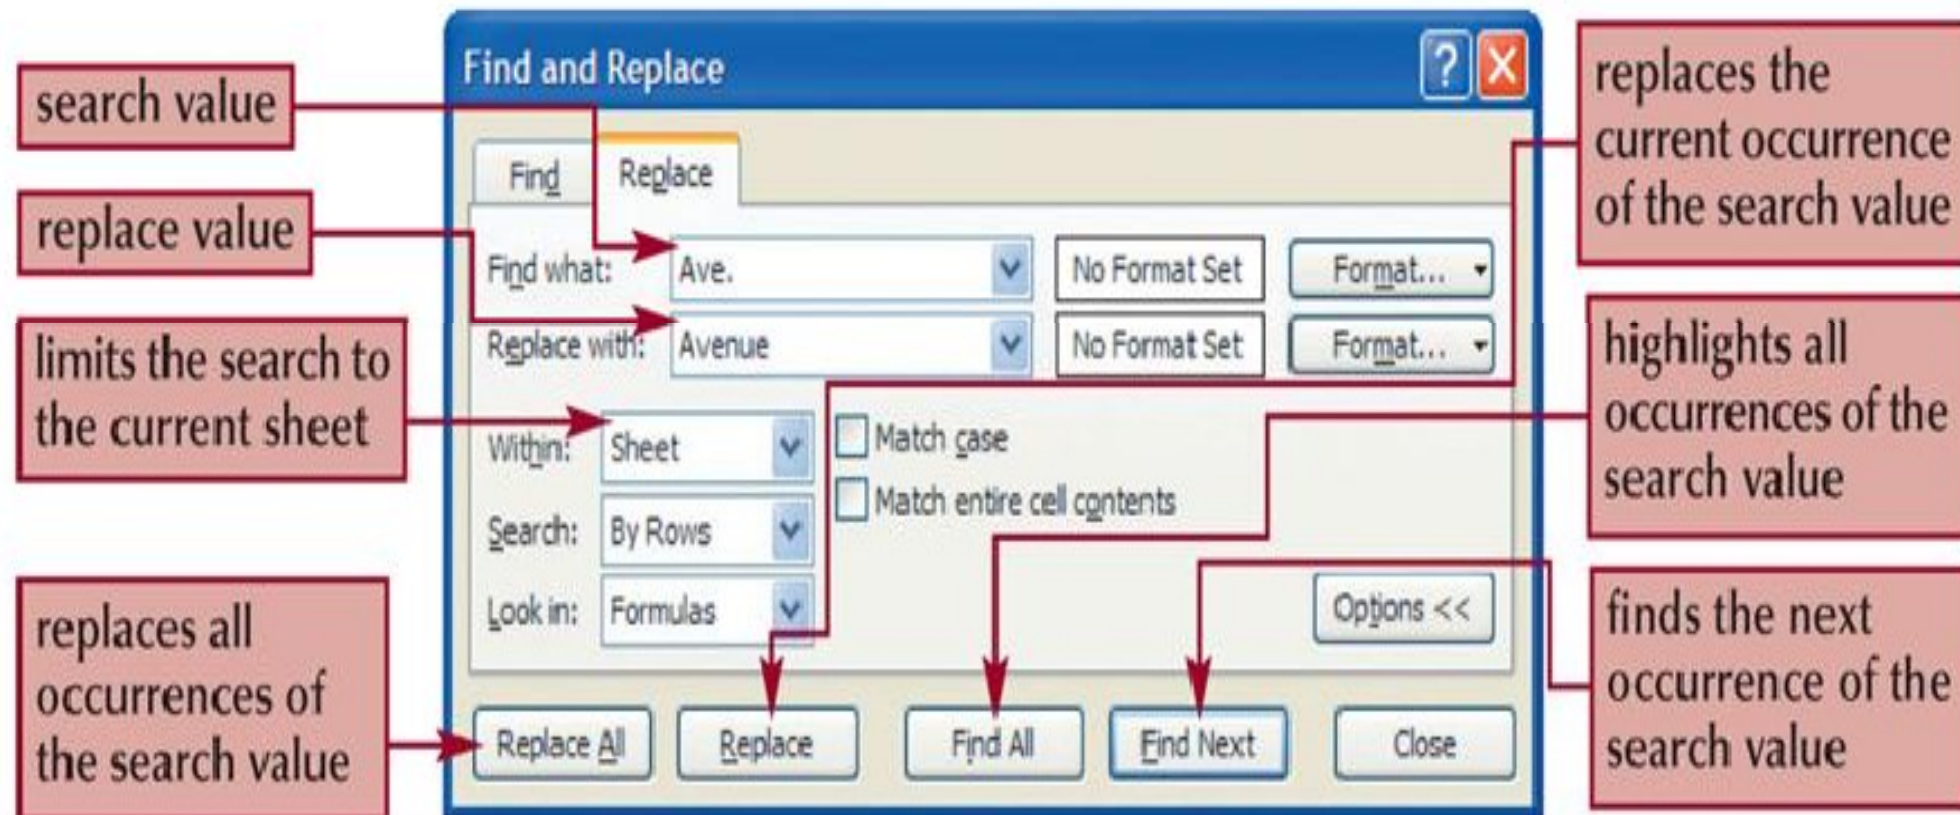 search value
replace value
limits the search to
the current sheet
replaces all
occurrences of
the search value
Find and Replace
?
Find
Replace
Find what:
Ave.
No Format Set
Format...
Replace with:
Avenue
No Format Set
Format...
Within:
Sheet
Match case
Match entire cell contents
Search:
By Rows
Look in:
Formulas
Options <<
Replace All
Replace
Find All
Find Next
Close
replaces the
current occurrence
of the search value
highlights all
occurrences of the
search value
finds the next
occurrence of the
search value